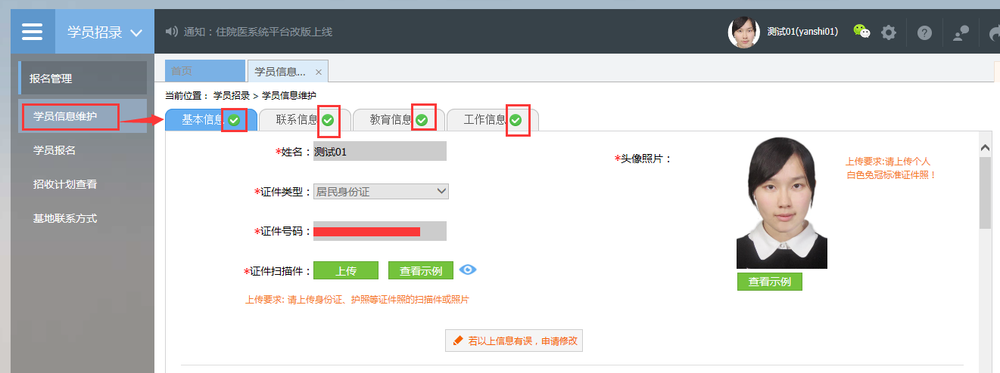 学员招录
通知：住院医系统平台改版上线
测试01(yanshi01)
报名管理
学员信息维护
学员报名
招收计划查看
基地联系方式
首页
学员信息... ×
当前位置： 学员招录 > 学员信息维护
基本信息
联系信息
教育信息
工作信息
*姓名：测试01
*证件类型：居民身份证
*证件号码：
*证件扫描件：上传 查看示例
上传要求: 请上传身份证、护照等证件照的扫描件或照片
*头像照片：
上传要求:请上传个人
白色免冠标准证件照！
查看示例
若以上信息有误，申请修改